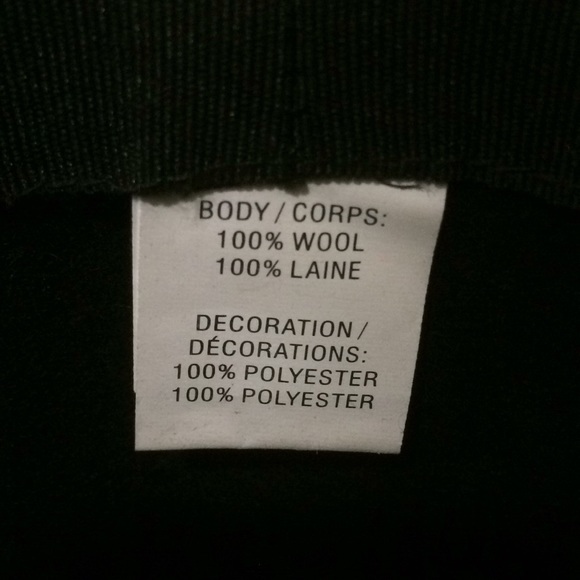 BODY / CORPS:
100% WOOL
100% LAINE
DECORATION /
DÉCORATIONS:
100% POLYESTER
100% POLYESTER